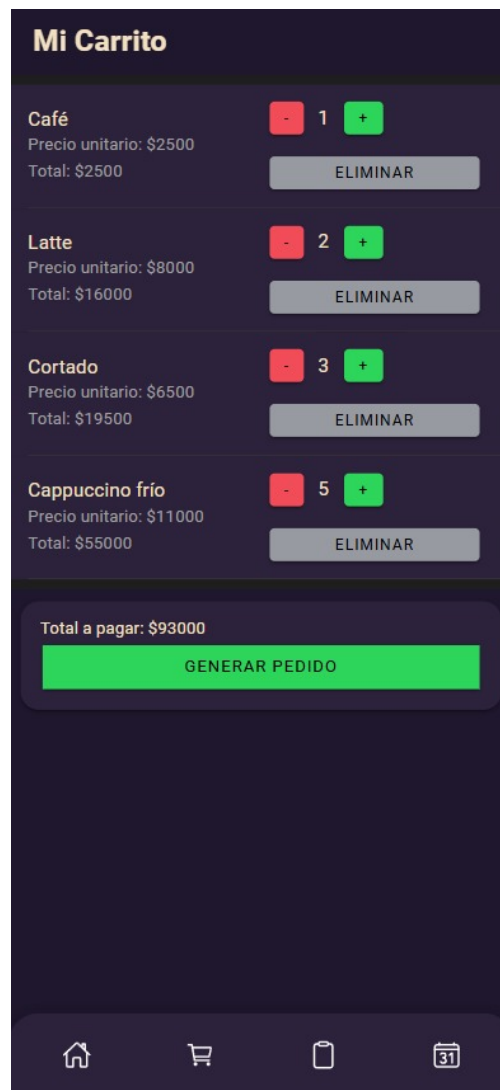 Mi Carrito
Café
- 1 +
Precio unitario: $2500
Total: $2500
ELIMINAR
Latte
- 2 +
Precio unitario: $8000
Total: $16000
ELIMINAR
Cortado
- 3 +
Precio unitario: $6500
Total: $19500
ELIMINAR
Cappuccino frío
- 5 +
Precio unitario: $11000
Total: $55000
ELIMINAR
Total a pagar: $93000
GENERAR PEDIDO
31